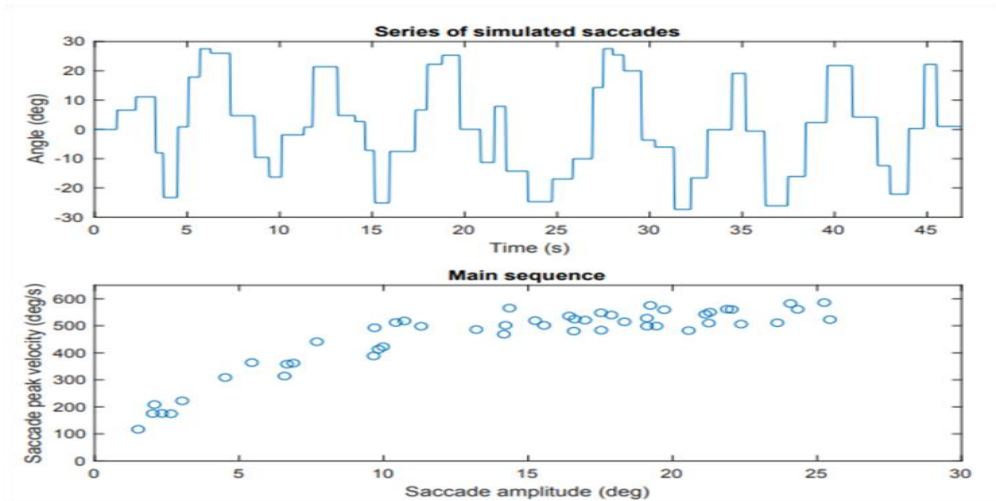 Series of simulated saccades
30
20
10
0
-10
-20
-30
Angle (deg)
0 5 10 15 20 25 30 35 40 45
Time (s)
Main sequence
600
500
400
300
200
100
0
Saccade peak velocity (deg/s)
0 5 10 15 20 25 30
Saccade amplitude (deg)